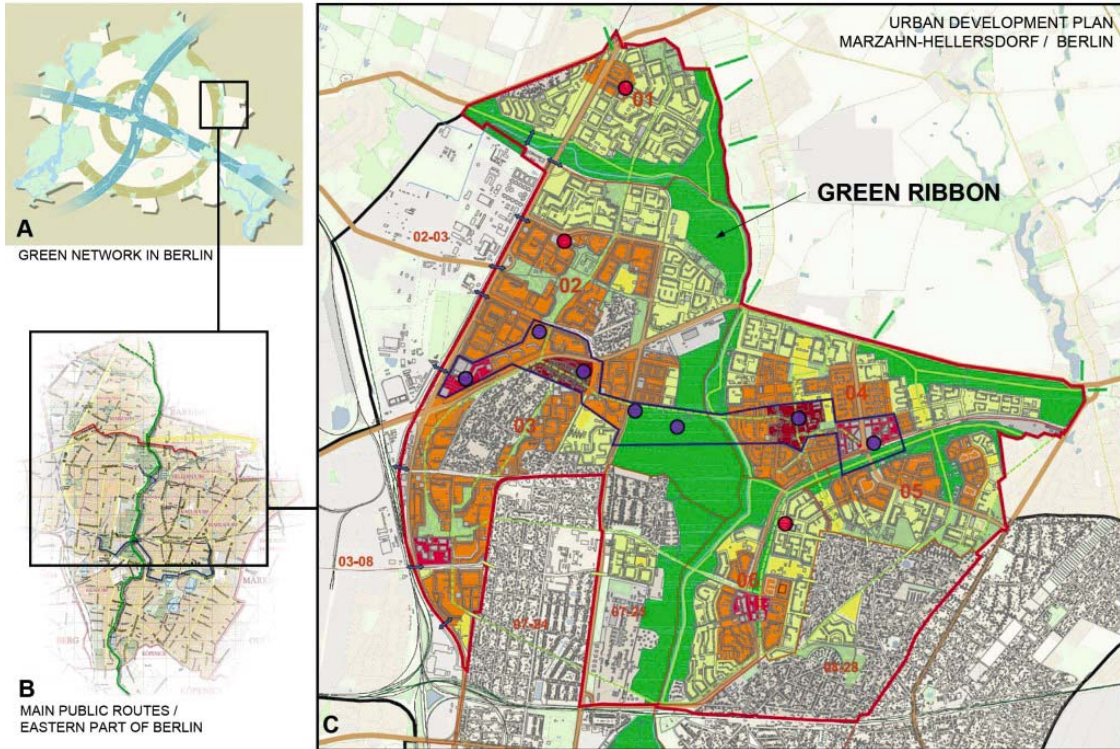 URBAN DEVELOPMENT PLAN
MARZAHN-HELLERSDORF / BERLIN
A
GREEN NETWORK IN BERLIN
01
GREEN RIBBON
02-03
02
03
04
05
03-08
06
07-24
07-25
08-28
B
MAIN PUBLIC ROUTES /
EASTERN PART OF BERLIN
C